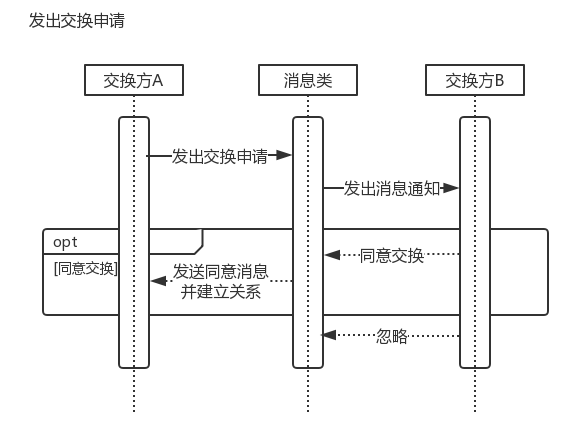 发出交换申请
交换方A
消息类
交换方B
发出交换申请
发出消息通知
opt
[同意交换]
同意交换
发送同意消息
并建立关系
忽略